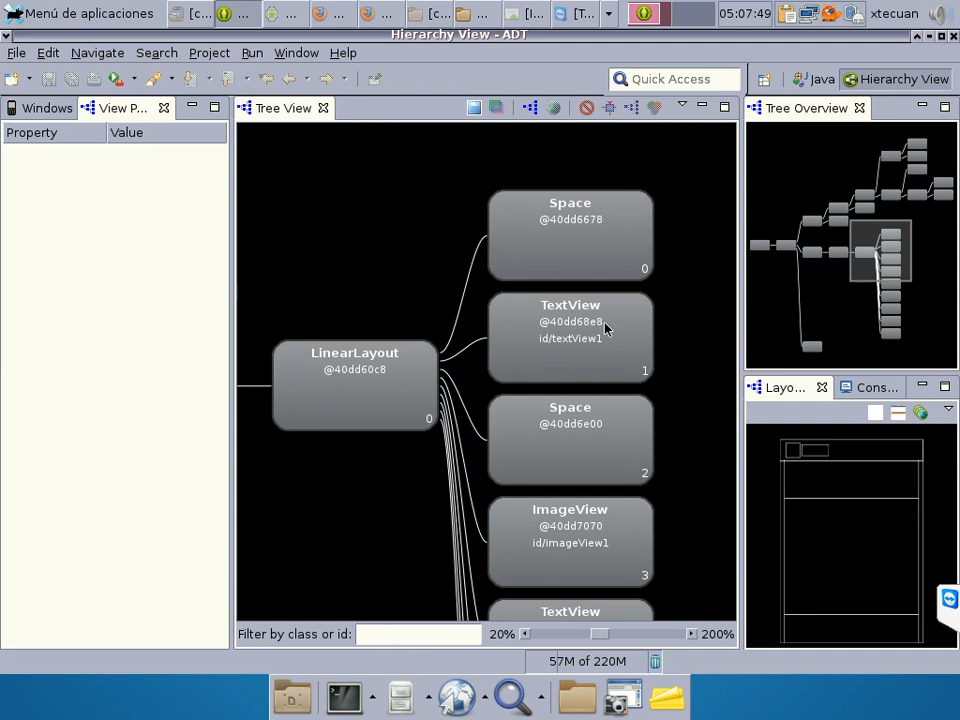 Menú de aplicaciones
[c...
...
...
...
...
[c...
...
[I...
[T...
05:07:49
xtecuan
Hierarchy View - ADT
File Edit Navigate Search Project Run Window Help
Quick Access
Java
Hierarchy View
Windows
View P...
Tree View
Tree Overview
Property
Value
Space
@40dd6678
0
TextView
@40dd68e8
id/textView1
1
LinearLayout
@40dd60c8
0
Space
@40dd6e00
2
ImageView
@40dd7070
id/imageView1
3
TextView
Layo...
Cons...
Filter by class or id:
20%
200%
57M of 220M
D